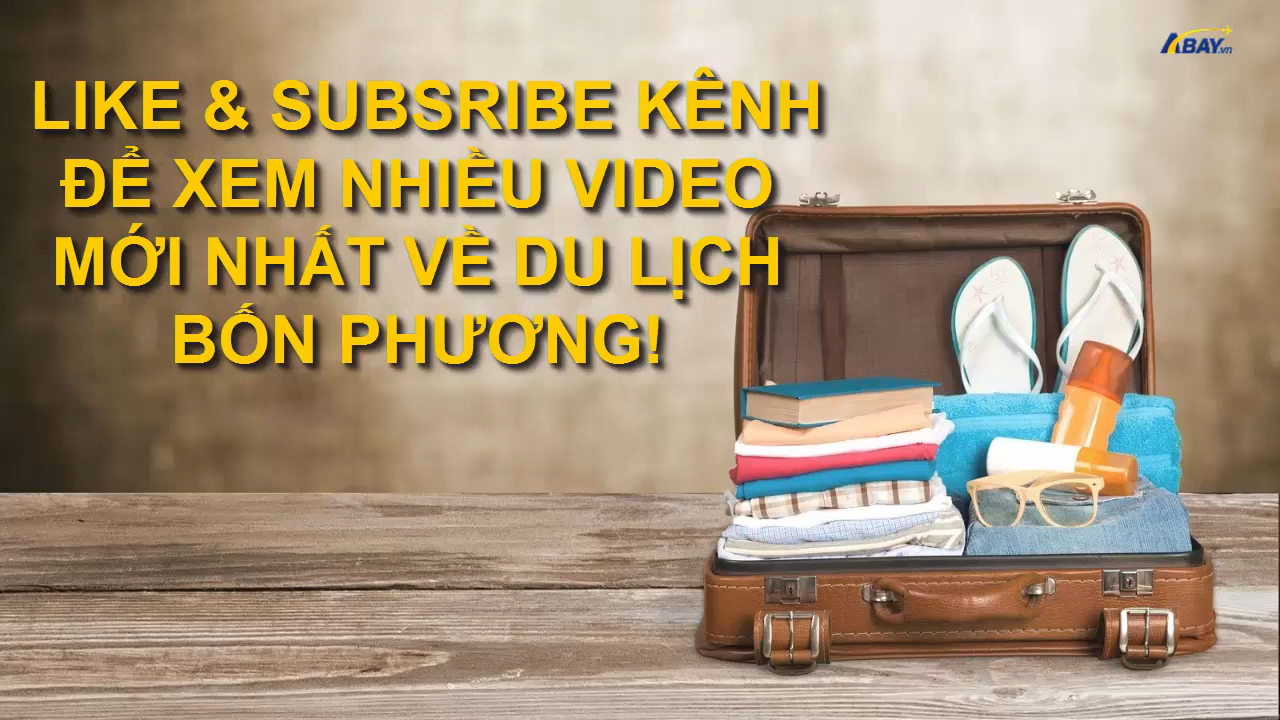 ABAY.vn
LIKE & SUBSRIBE KÊNH
ĐỂ XEM NHIỀU VIDEO
MỚI NHẤT VỀ DU LỊCH
BỐN PHƯƠNG!